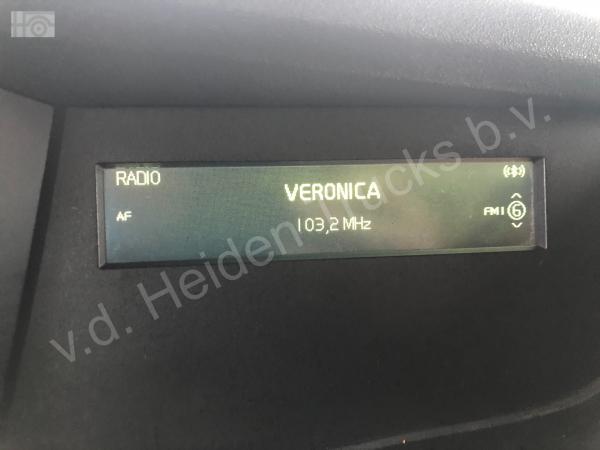 RADIO
VERONICA
AF
FM1 6
103,2 MHz
v.d. Heiden Trucks b.v.